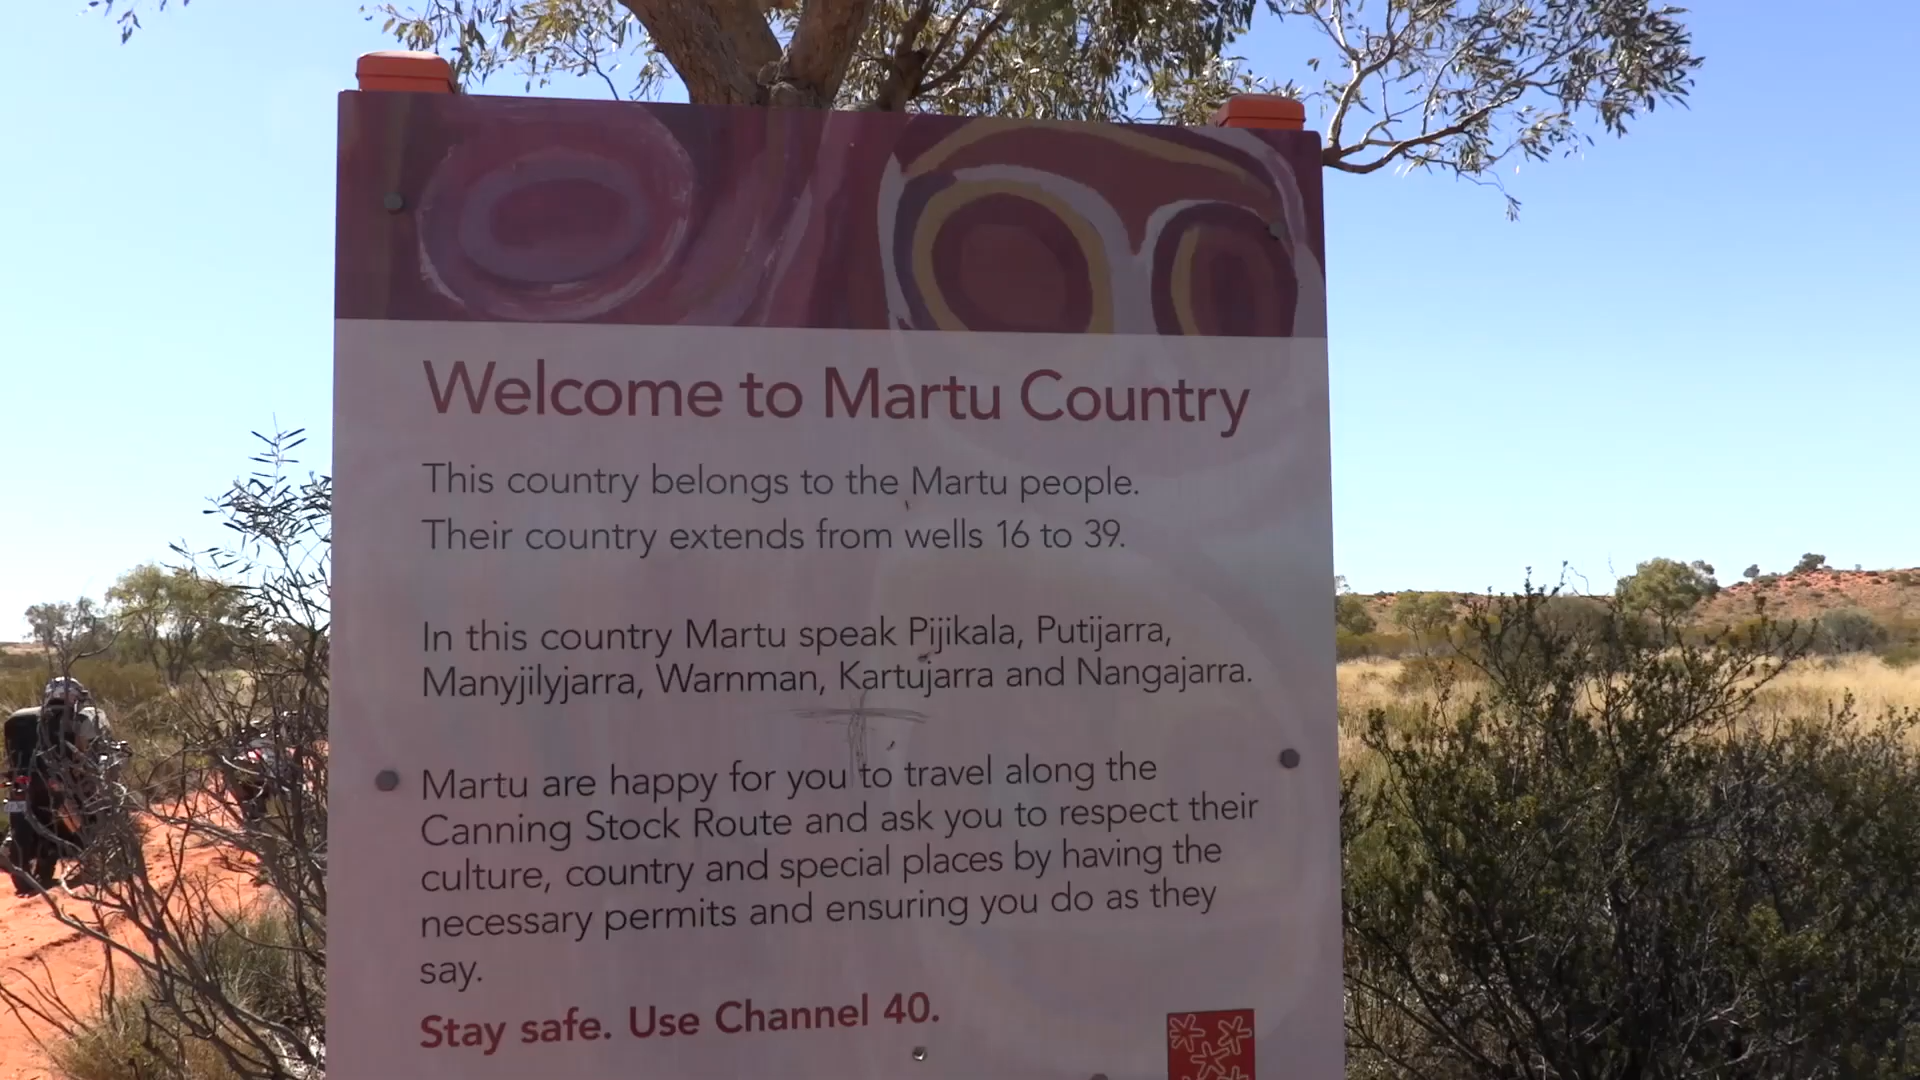 Welcome to Martu Country
This country belongs to the Martu people.
Their country extends from wells 16 to 39.
In this country Martu speak Pijikala, Putijarra,
Manyjilyjarra, Warnman, Kartujarra and Nangajarra.
Martu are happy for you to travel along the
Canning Stock Route and ask you to respect their
culture, country and special places by having the
necessary permits and ensuring you do as they
say.
Stay safe. Use Channel 40.